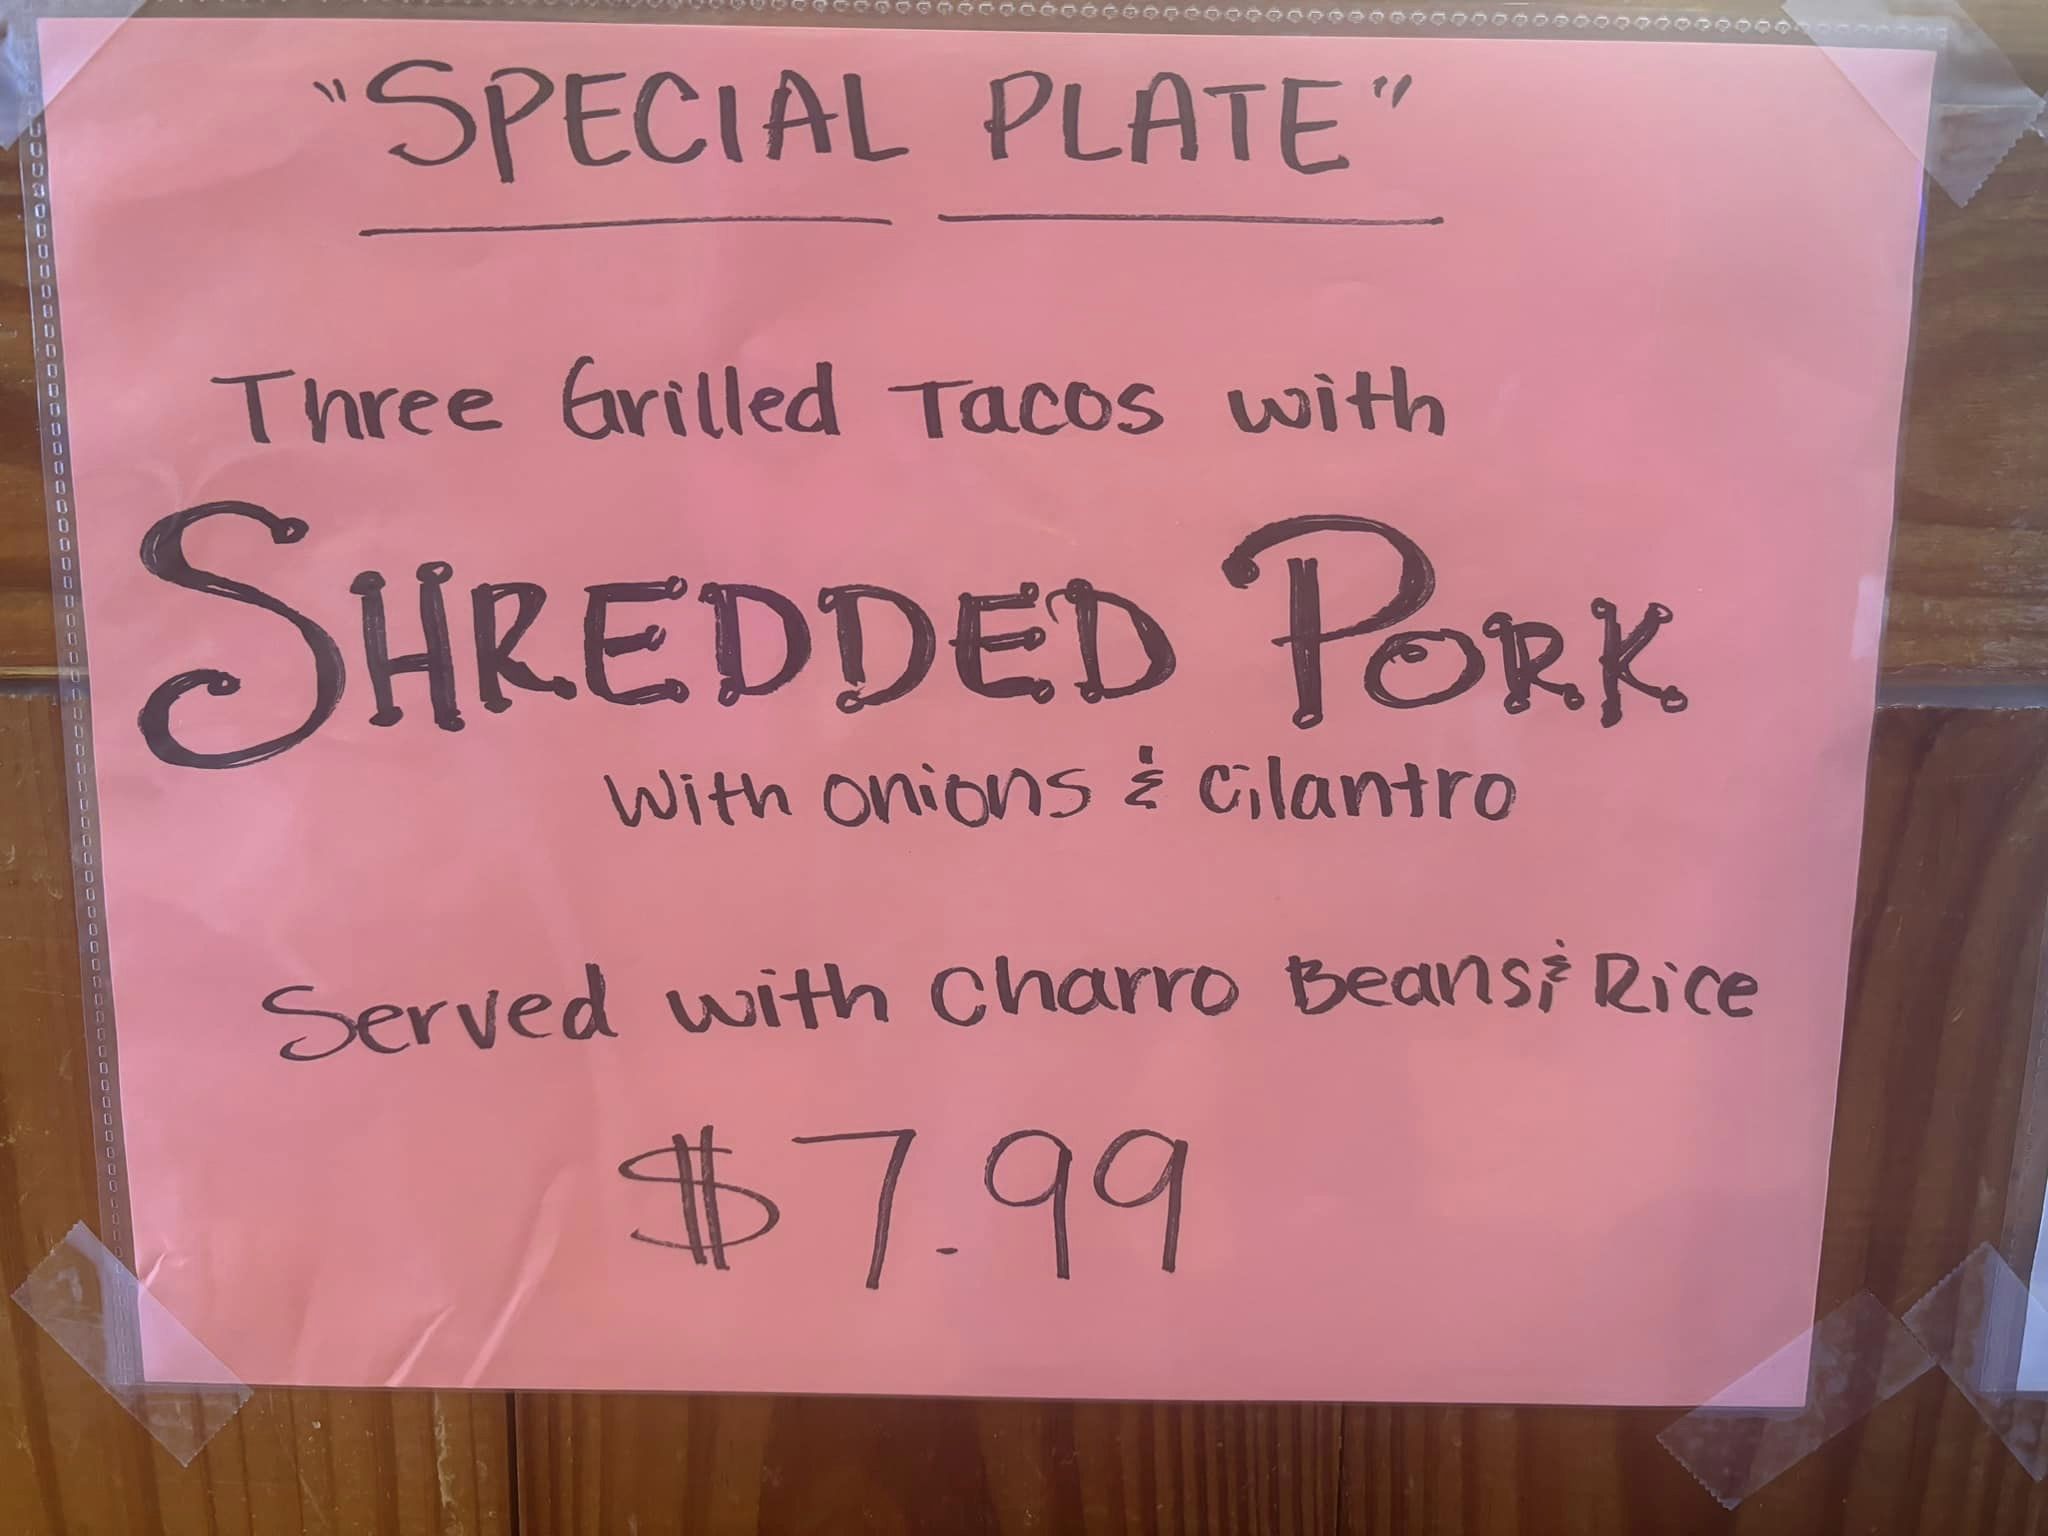 "SPECIAL PLATE"
Three Grilled Tacos with
SHREDDED PORK
with onions & cilantro
Served with Charro Beans & Rice
$7.99